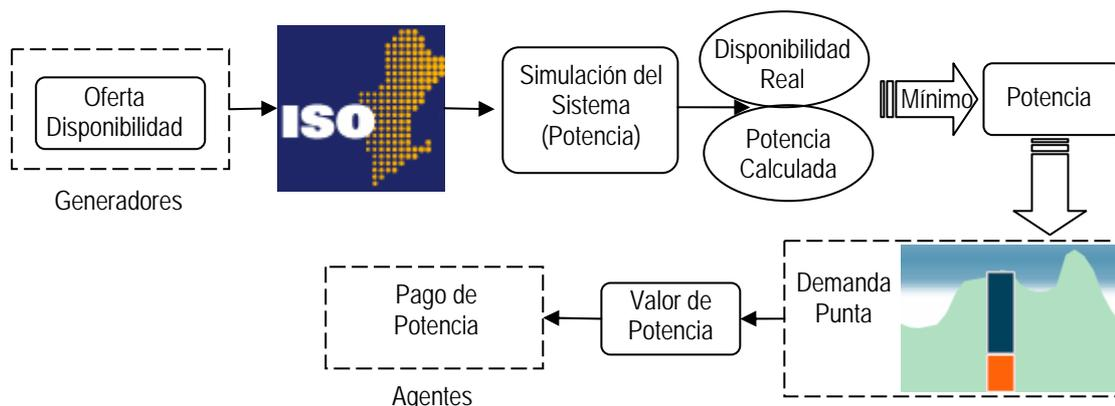 Oferta
Disponibilidad
Generadores
ISO
Simulación del
Sistema
(Potencia)
Disponibilidad
Real
Potencia
Calculada
Mínimo
Potencia
Demanda
Punta
Valor de
Potencia
Pago de
Potencia
Agentes